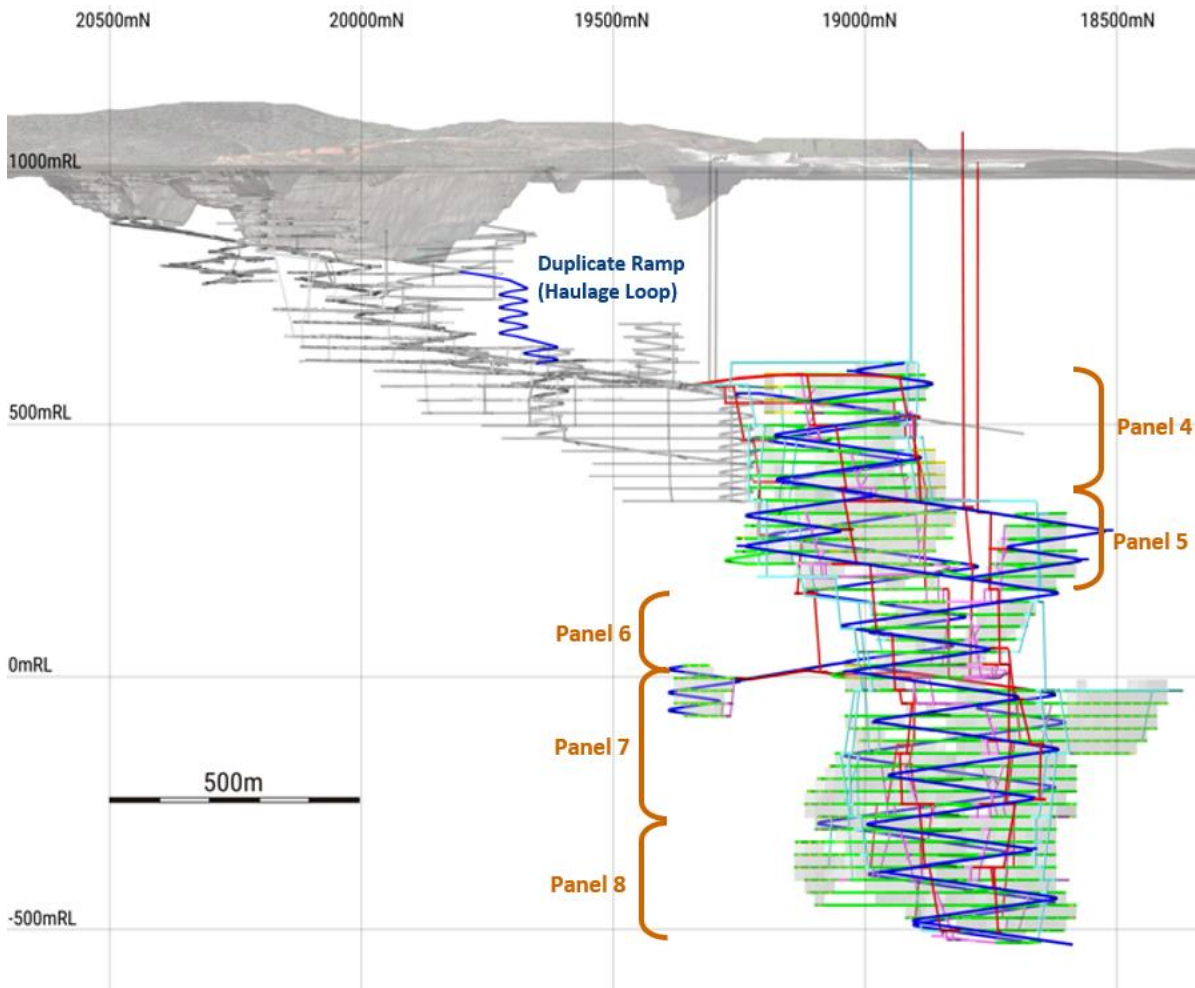 20500mN
20000mN
19500mN
19000mN
18500mN
1000mRL
Duplicate Ramp
(Haulage Loop)
500mRL
Panel 4
Panel 5
Panel 6
0mRL
Panel 7
500m
Panel 8
-500mRL